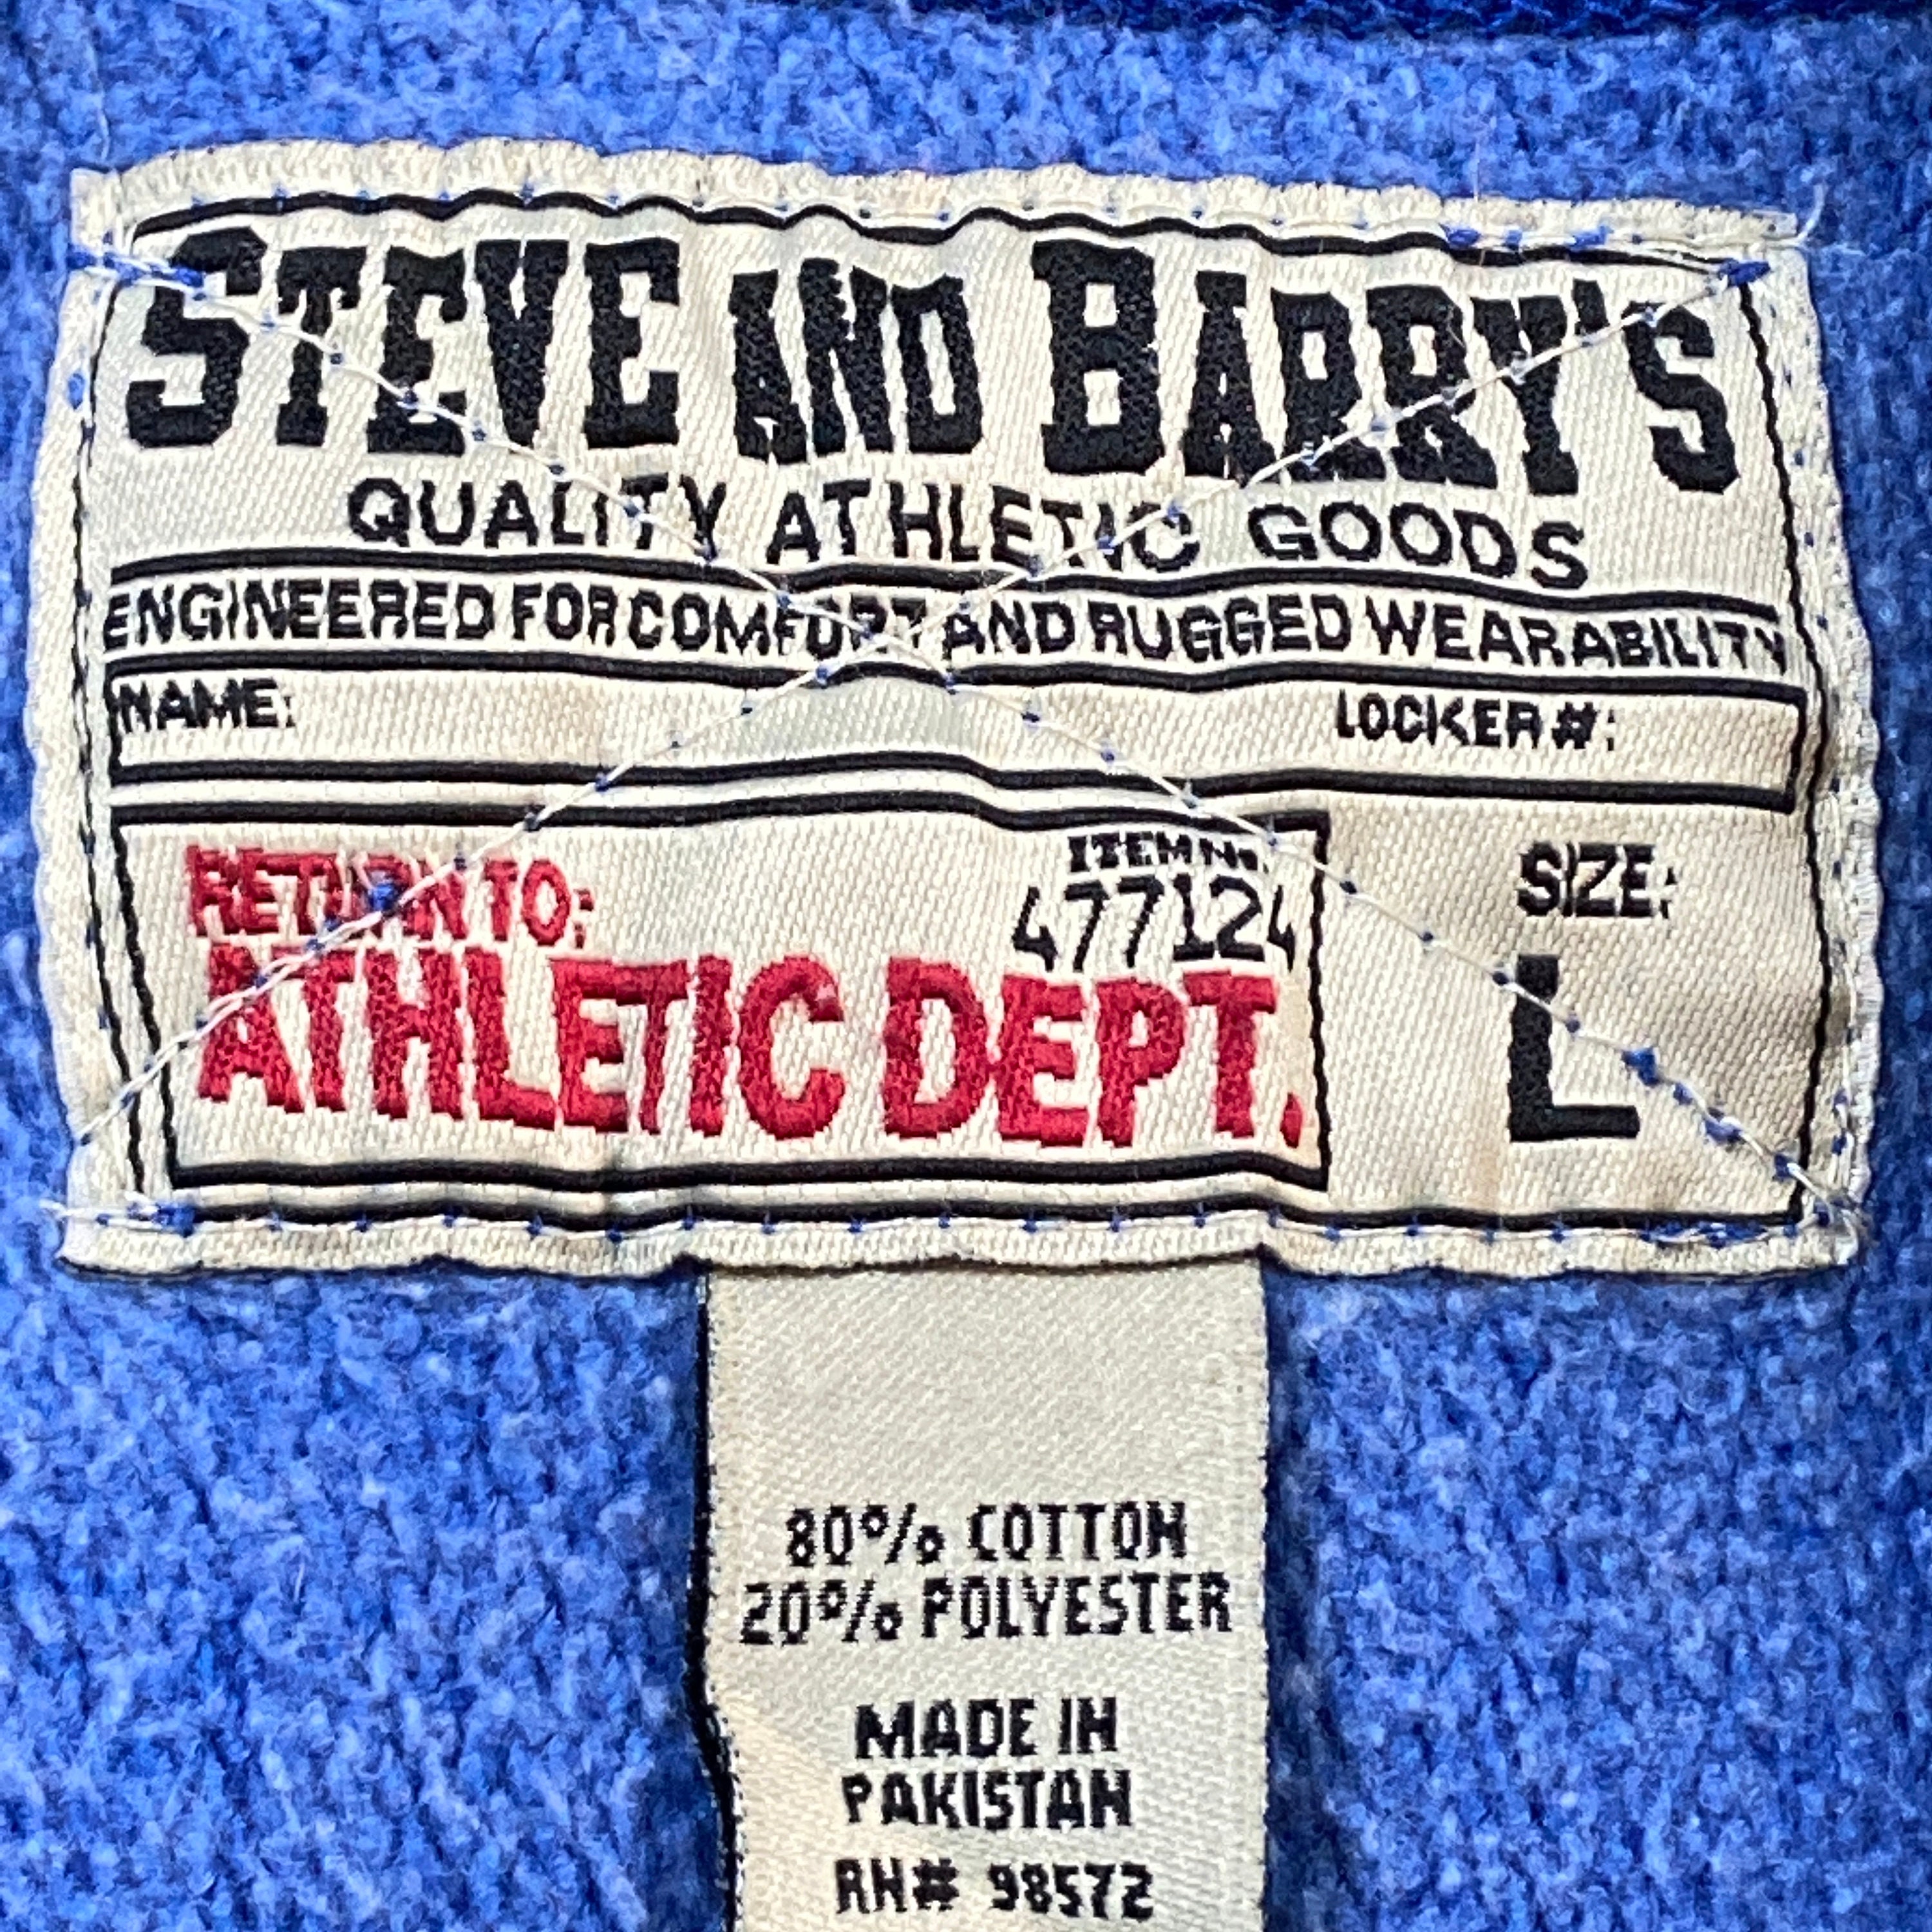 STEVE AND BARRY'S
QUALITY ATHLETIC GOODS
ENGINEERED FOR COMFORT AND RUGGED WEARABILITY
NAME: LOCKER #:
RETURN TO:
ATHLETIC DEPT.
ITEM No.
477124
SIZE:
L
80% COTTON
20% POLYESTER
MADE IN
PAKISTAN
RN# 98572